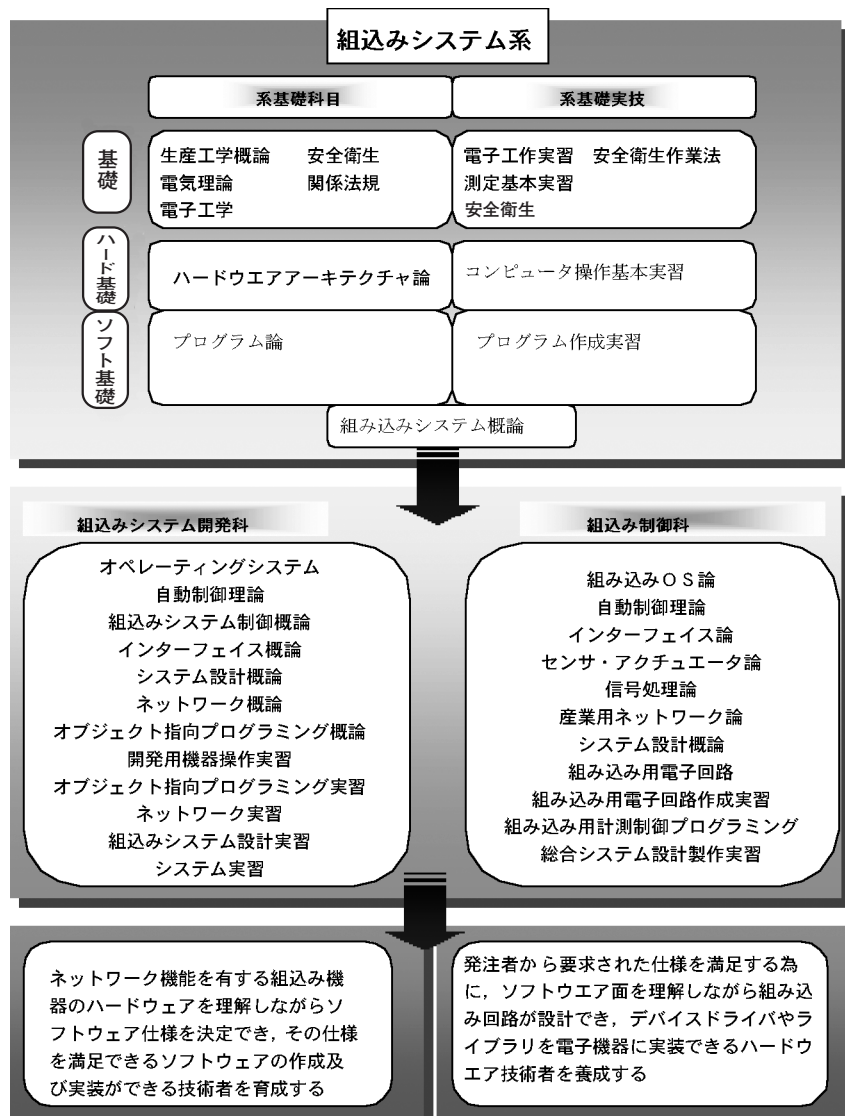 組込みシステム系
系基礎科目
系基礎実技
基礎
生産工学概論 安全衛生
電気理論 関係法規
電子工学
電子工作実習 安全衛生作業法
測定基本実習
安全衛生
ハード基礎
ハードウエアアーキテクチャ論
コンピュータ操作基本実習
ソフト基礎
プログラム論
プログラム作成実習
組み込みシステム概論
組込みシステム開発科
オペレーティングシステム
自動制御理論
組込みシステム制御概論
インターフェイス概論
システム設計概論
ネットワーク概論
オブジェクト指向プログラミング概論
開発用機器操作実習
オブジェクト指向プログラミング実習
ネットワーク実習
組込みシステム設計実習
システム実習
組込み制御科
組み込みOS論
自動制御理論
インターフェイス論
センサ・アクチュエータ論
信号処理論
産業用ネットワーク論
システム設計概論
組み込み用電子回路
組み込み用電子回路作成実習
組み込み用計測制御プログラミング
総合システム設計製作実習
ネットワーク機能を有する組込み機
器のハードウェアを理解しながらソ
フトウェア仕様を決定でき,その仕様
を満足できるソフトウェアの作成及
び実装ができる技術者を育成する
発注者から要求された仕様を満足する為
に,ソフトウエア面を理解しながら組み込
み回路が設計でき,デバイスドライバやラ
イブラリを電子機器に実装できるハードウ
エア技術者を養成する